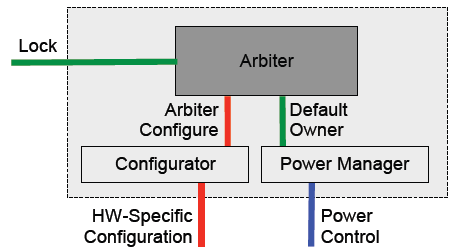 Lock
Arbiter
Arbiter
Configure
Default
Owner
Configurator
Power Manager
HW-Specific
Configuration
Power
Control